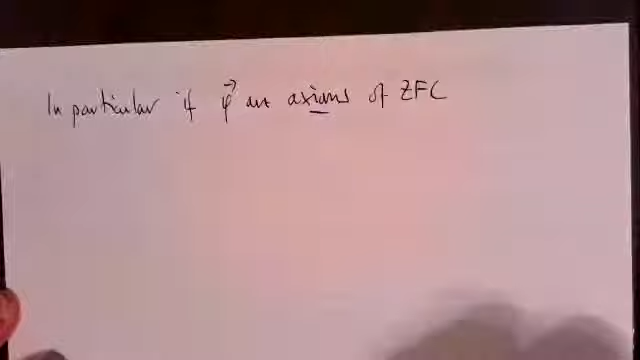 In particular if φ⃗ are axioms of ZFC